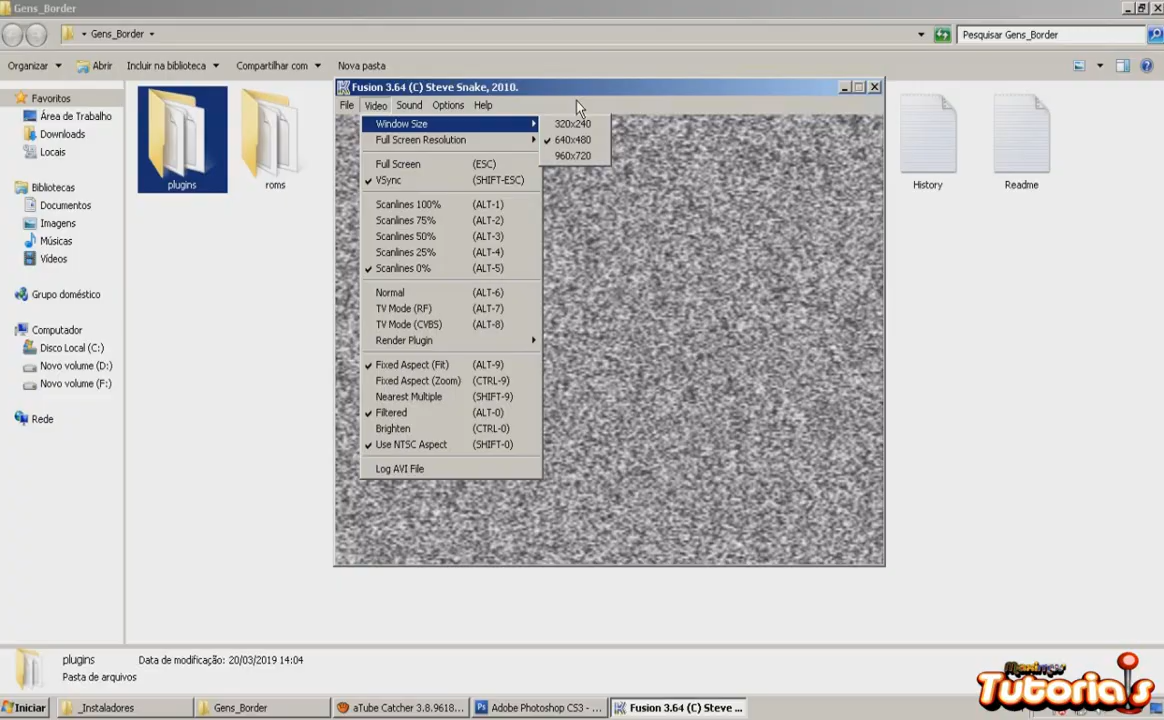 Gens_Border
Gens_Border
Pesquisar Gens_Border
Organizar
Abrir
Incluir na biblioteca
Compartilhar com
Nova pasta
Favoritos
Área de Trabalho
Downloads
Locais
Bibliotecas
Documentos
Imagens
Músicas
Vídeos
Grupo doméstico
Computador
Disco Local (C:)
Novo volume (D:)
Novo volume (F:)
Rede
plugins
roms
Fusion 3.64 (C) Steve Snake, 2010.
File Video Sound Options Help
Window Size
Full Screen Resolution
Full Screen (ESC)
VSync (SHIFT-ESC)
Scanlines 100% (ALT-1)
Scanlines 75% (ALT-2)
Scanlines 50% (ALT-3)
Scanlines 25% (ALT-4)
Scanlines 0% (ALT-5)
Normal (ALT-6)
TV Mode (RF) (ALT-7)
TV Mode (CVBS) (ALT-8)
Render Plugin
Fixed Aspect (Fit) (ALT-9)
Fixed Aspect (Zoom) (CTRL-9)
Nearest Multiple (SHIFT-9)
Filtered (ALT-0)
Brighten (CTRL-0)
Use NTSC Aspect (SHIFT-0)
Log AVI File
320x240
640x480
960x720
History
Readme
plugins
Data de modificação: 20/03/2019 14:04
Pasta de arquivos
Tutoriais
Iniciar
_Instaladores
Gens_Border
aTube Catcher 3.8.9618...
Adobe Photoshop CS3 - ...
Fusion 3.64 (C) Steve ...